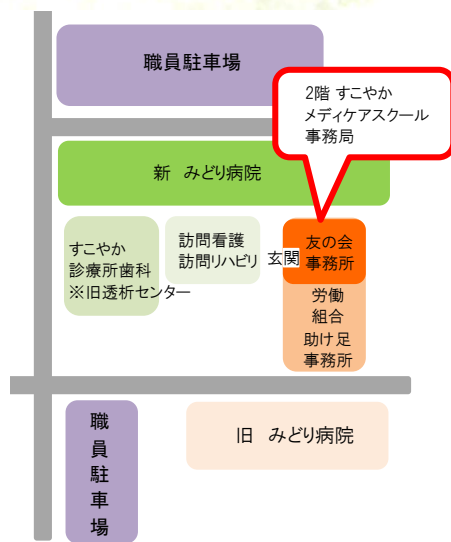 職員駐車場
2階 すこやか
メディケアスクール
事務局
新　みどり病院
すこやか
診療所歯科
※旧透析センター
訪問看護
訪問リハビリ
玄関
友の会
事務所
労働
組合
助け足
事務所
職員駐車場
旧　みどり病院